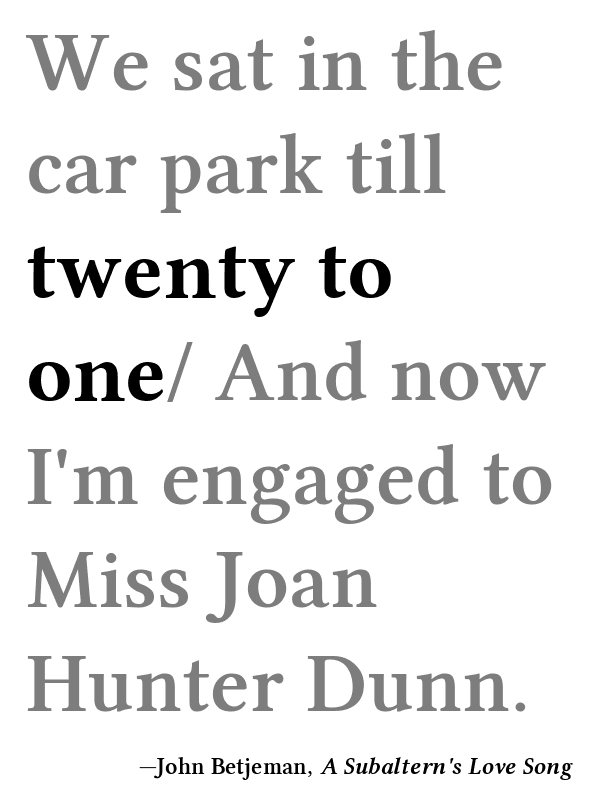 We sat in the
car park till
twenty to
one/ And now
I'm engaged to
Miss Joan
Hunter Dunn.
—John Betjeman, A Subaltern's Love Song